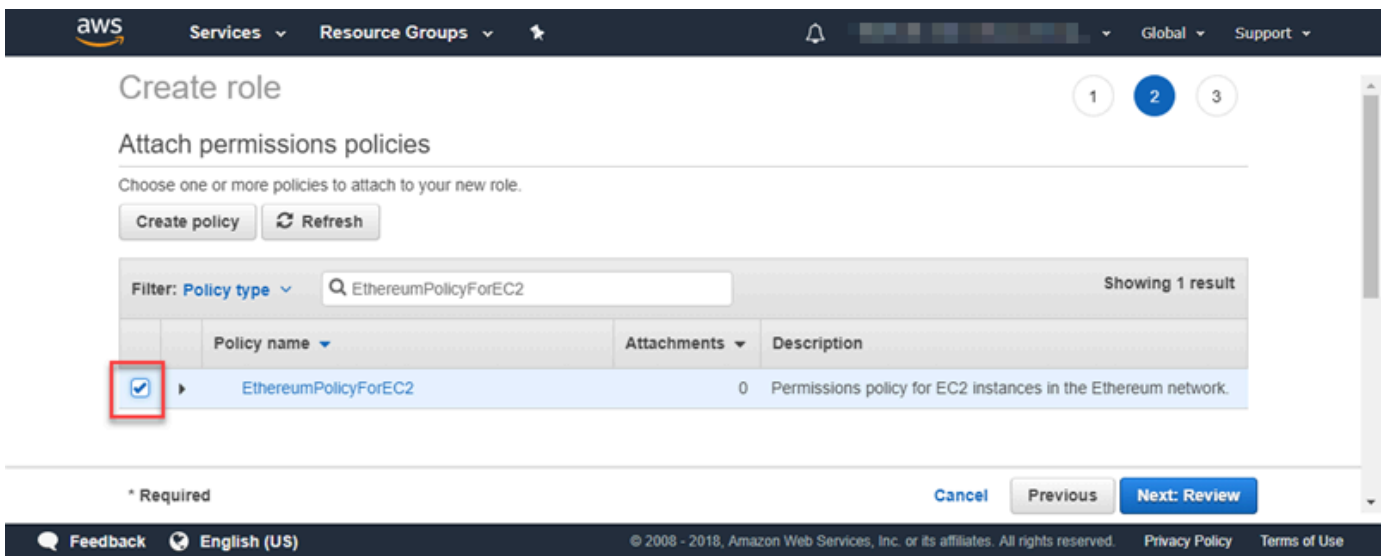 aws Services Resource Groups Global Support
Create role 1 2 3
Attach permissions policies
Choose one or more policies to attach to your new role.
Create policy Refresh
Filter: Policy type EthereumPolicyForEC2 Showing 1 result
Policy name Attachments Description
EthereumPolicyForEC2 0 Permissions policy for EC2 instances in the Ethereum network.
* Required Cancel Previous Next: Review
Feedback English (US) © 2008 - 2018, Amazon Web Services, Inc. or its affiliates. All rights reserved. Privacy Policy Terms of Use